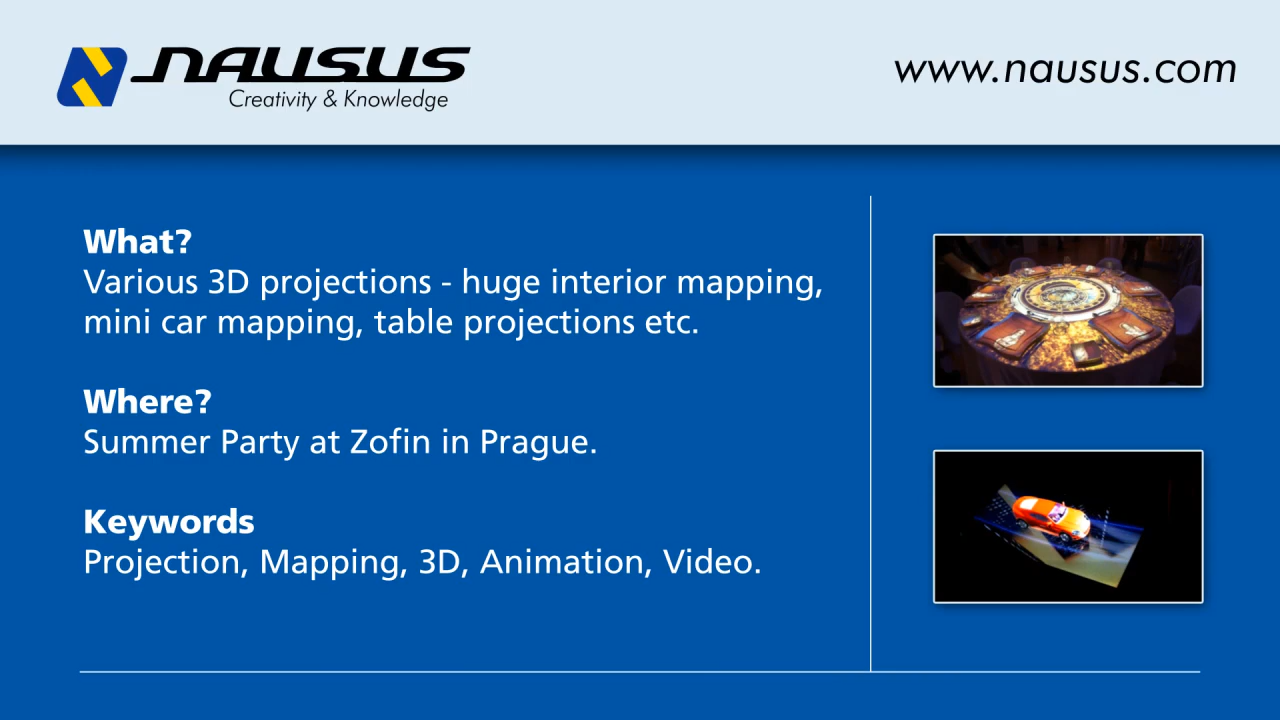 NAUSUS
Creativity & Knowledge
www.nausus.com
What?
Various 3D projections - huge interior mapping,
mini car mapping, table projections etc.
Where?
Summer Party at Zofin in Prague.
Keywords
Projection, Mapping, 3D, Animation, Video.